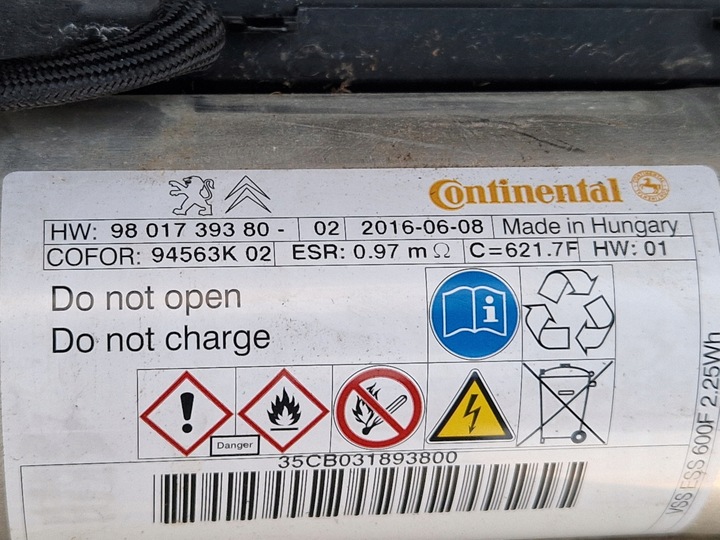 Continental
HW: 98 017 393 80 - 02 2016-06-08 Made in Hungary
COFOR: 94563K 02 ESR: 0.97 m Ω C=621.7F HW: 01
Do not open
Do not charge
Danger
35CB031893800
VSS ESS 600F 2.25Wh